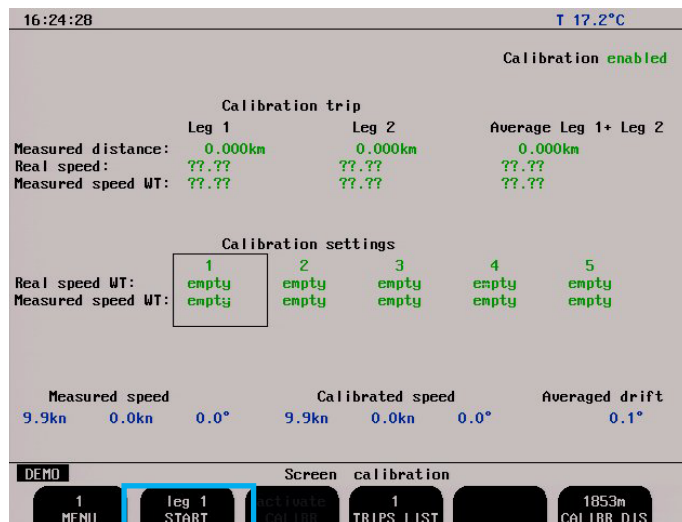 16:24:28 T 17.2°C
Calibration enabled
Calibration trip
Leg 1 Leg 2 Average Leg 1+ Leg 2
Measured distance: 0.000km 0.000km 0.000km
Real speed: ??.?? ??.?? ??.??
Measured speed WT: ??.?? ??.?? ??.??
Calibration settings
1 2 3 4 5
Real speed WT: empty empty empty empty empty
Measured speed WT: empty empty empty empty empty
Measured speed Calibrated speed Averaged drift
9.9kn 0.0kn 0.0° 9.9kn 0.0kn 0.0° 0.1°
DEMO Screen calibration
1 leg 1 activate 1 1853m
MENU START CALIBR TRIPS LIST CALIBR DIS